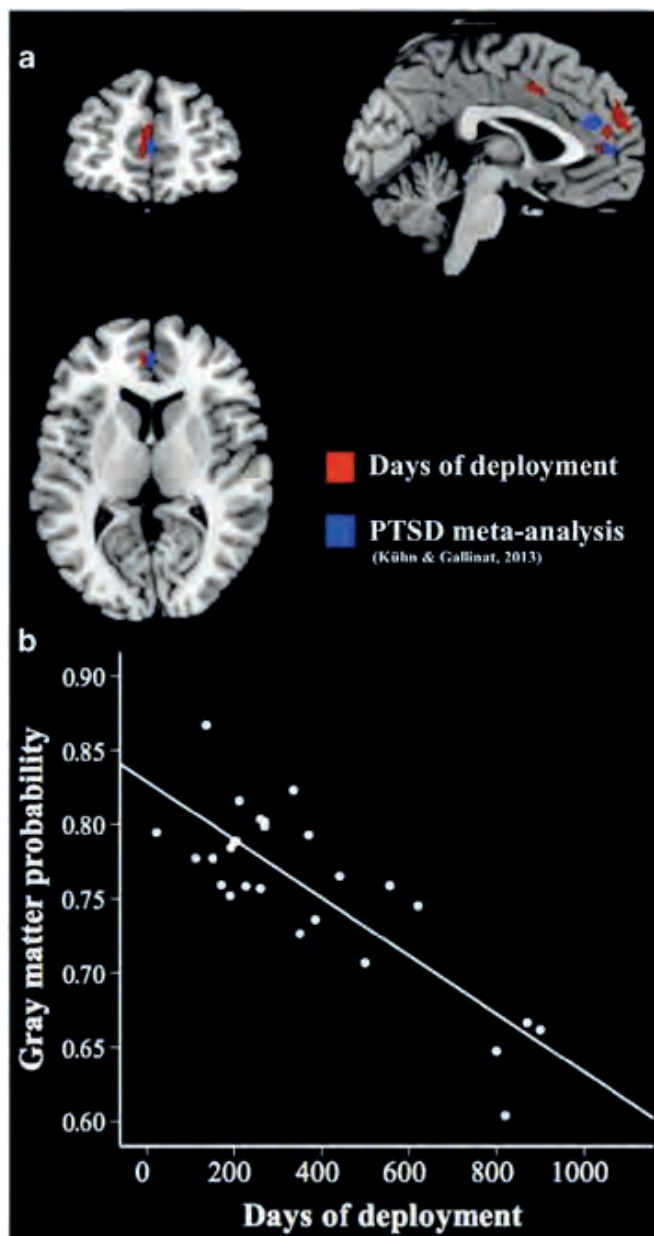 a
Days of deployment
PTSD meta-analysis
(Kühn & Gallinat, 2013)
b
0.90
0.85
0.80
0.75
0.70
0.65
0.60
Gray matter probability
0 200 400 600 800 1000
Days of deployment